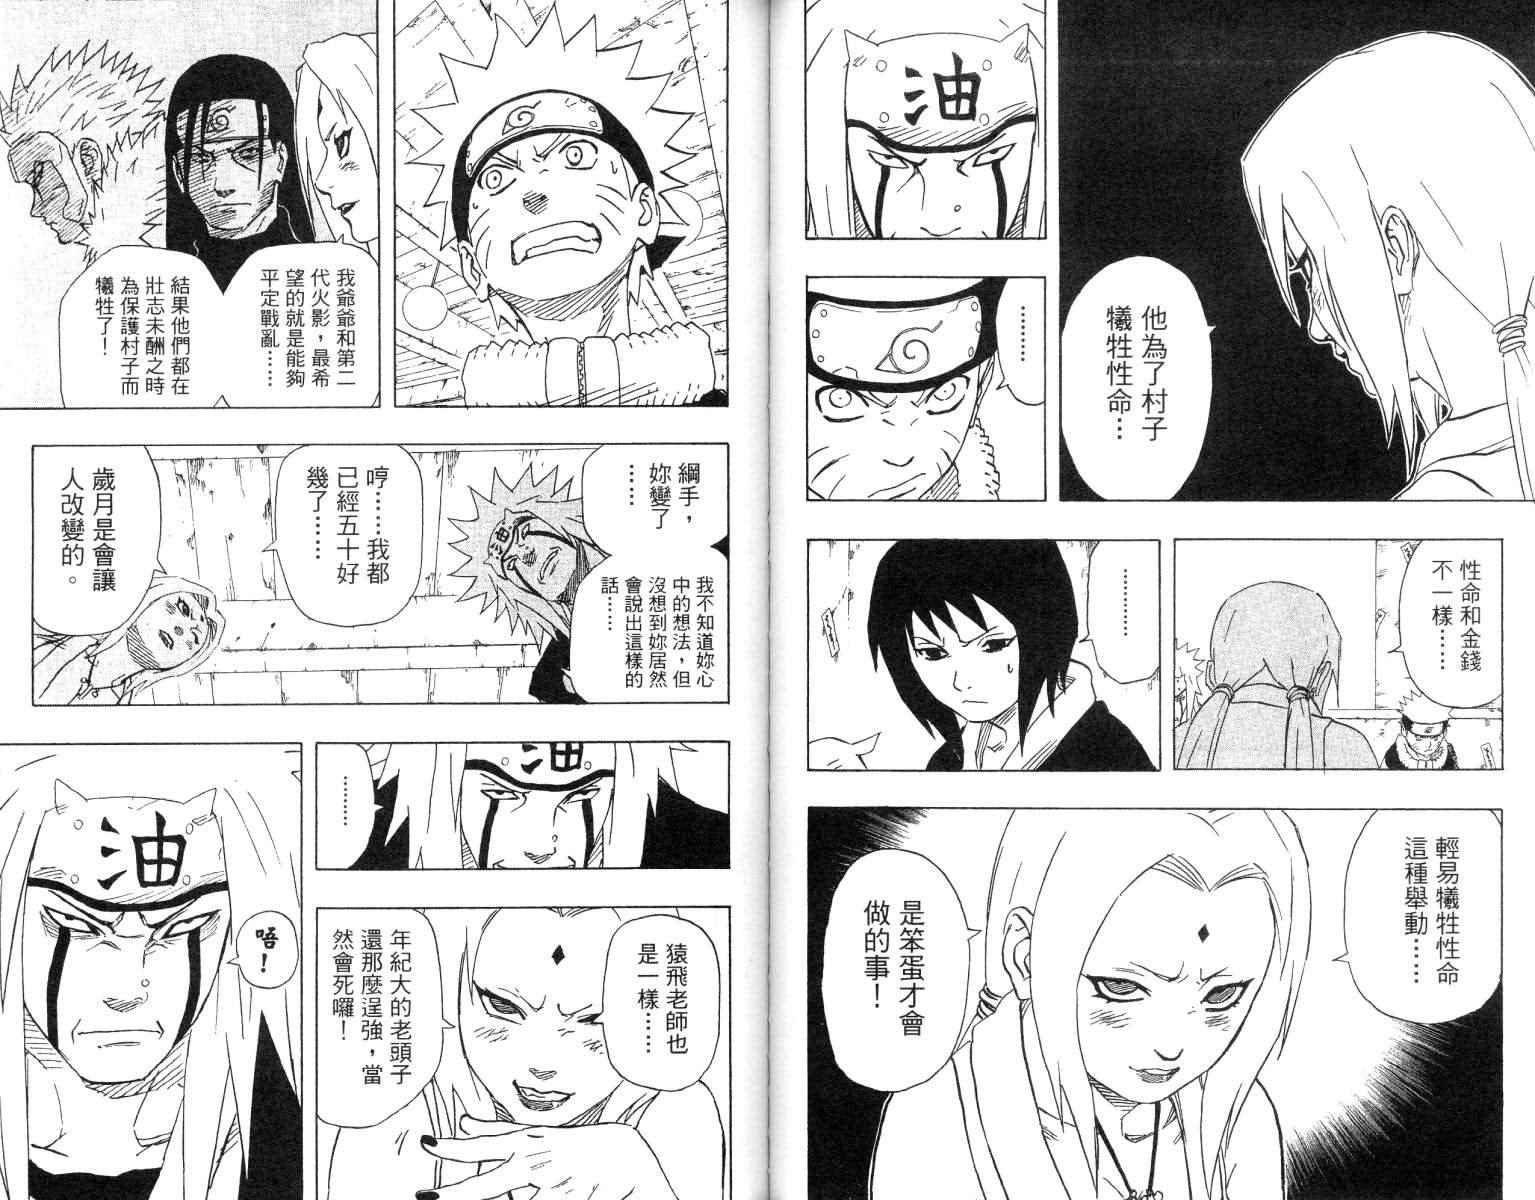 油
他為了村子
犧牲性命…
………
性命和金錢
不一樣……
………
輕易犧牲性命
這種舉動……
是笨蛋才會
做的事！
我爺爺和第二
代火影，最希
望的就是能夠
平定戰亂……
結果他們都在
壯志未酬之時
為保護村子而
犧牲了！
綱手，
妳變了
……
我不知道妳心
中的想法，但
沒想到妳居然
會說出這樣的
話……
油
哼……我都
已經五十好
幾了……
歲月是會讓
人改變的。
油
………
猿飛老師也
是一樣……
年紀大的老頭子
還那麼逞強，當
然會死囉！
油
唔！